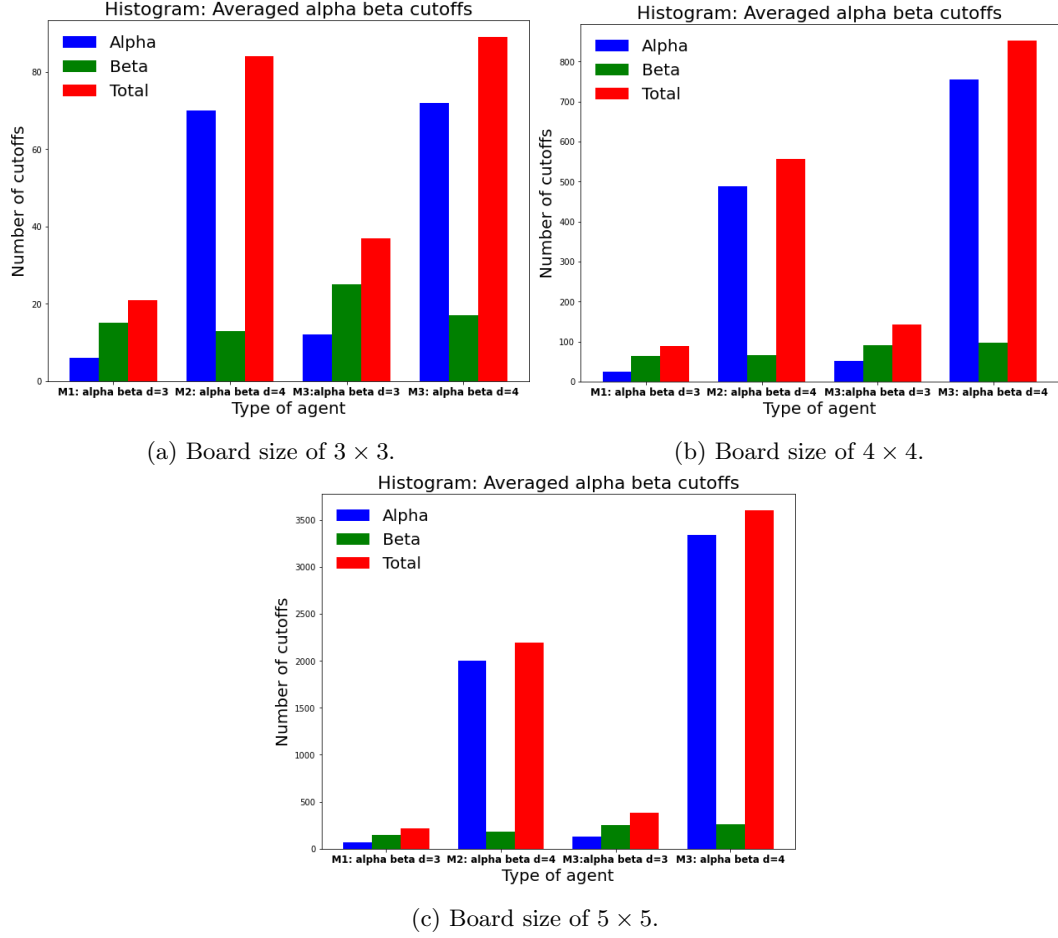 Histogram: Averaged alpha beta cutoffs
Number of cutoffs
80
60
40
20
0
Alpha
Beta
Total
M1: alpha beta d=3 M2: alpha beta d=4 M3:alpha beta d=3 M3: alpha beta d=4
Type of agent
(a) Board size of 3 × 3.
Histogram: Averaged alpha beta cutoffs
Number of cutoffs
800
700
600
500
400
300
200
100
0
Alpha
Beta
Total
M1: alpha beta d=3 M2: alpha beta d=4 M3:alpha beta d=3 M3: alpha beta d=4
Type of agent
(b) Board size of 4 × 4.
Histogram: Averaged alpha beta cutoffs
Number of cutoffs
3500
3000
2500
2000
1500
1000
500
0
Alpha
Beta
Total
M1: alpha beta d=3 M2: alpha beta d=4 M3:alpha beta d=3 M3: alpha beta d=4
Type of agent
(c) Board size of 5 × 5.